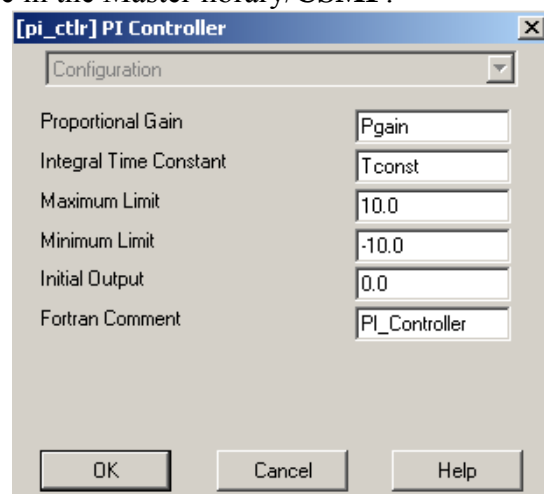 in the Master library/CSMF.
[pi_ctlr] PI Controller
Configuration
Proportional Gain Pgain
Integral Time Constant Tconst
Maximum Limit 10.0
Minimum Limit -10.0
Initial Output 0.0
Fortran Comment PI_Controller
OK Cancel Help